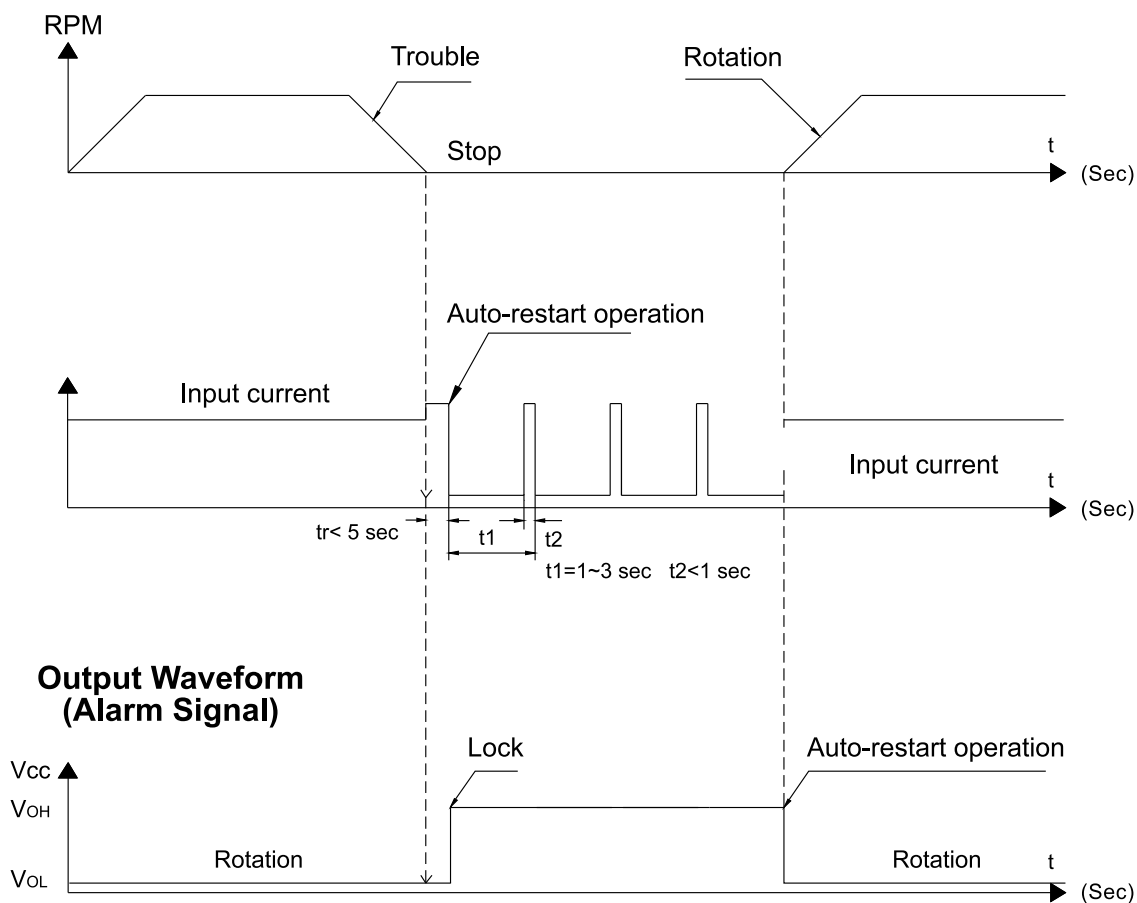 RPM
Trouble
Rotation
Stop
t
(Sec)
Auto-restart operation
Input current
Input current
t
(Sec)
tr< 5 sec
t1
t2
t1=1~3 sec t2<1 sec
Output Waveform
(Alarm Signal)
Lock
Auto-restart operation
Vcc
VOH
Rotation
Rotation
t
VOL
(Sec)